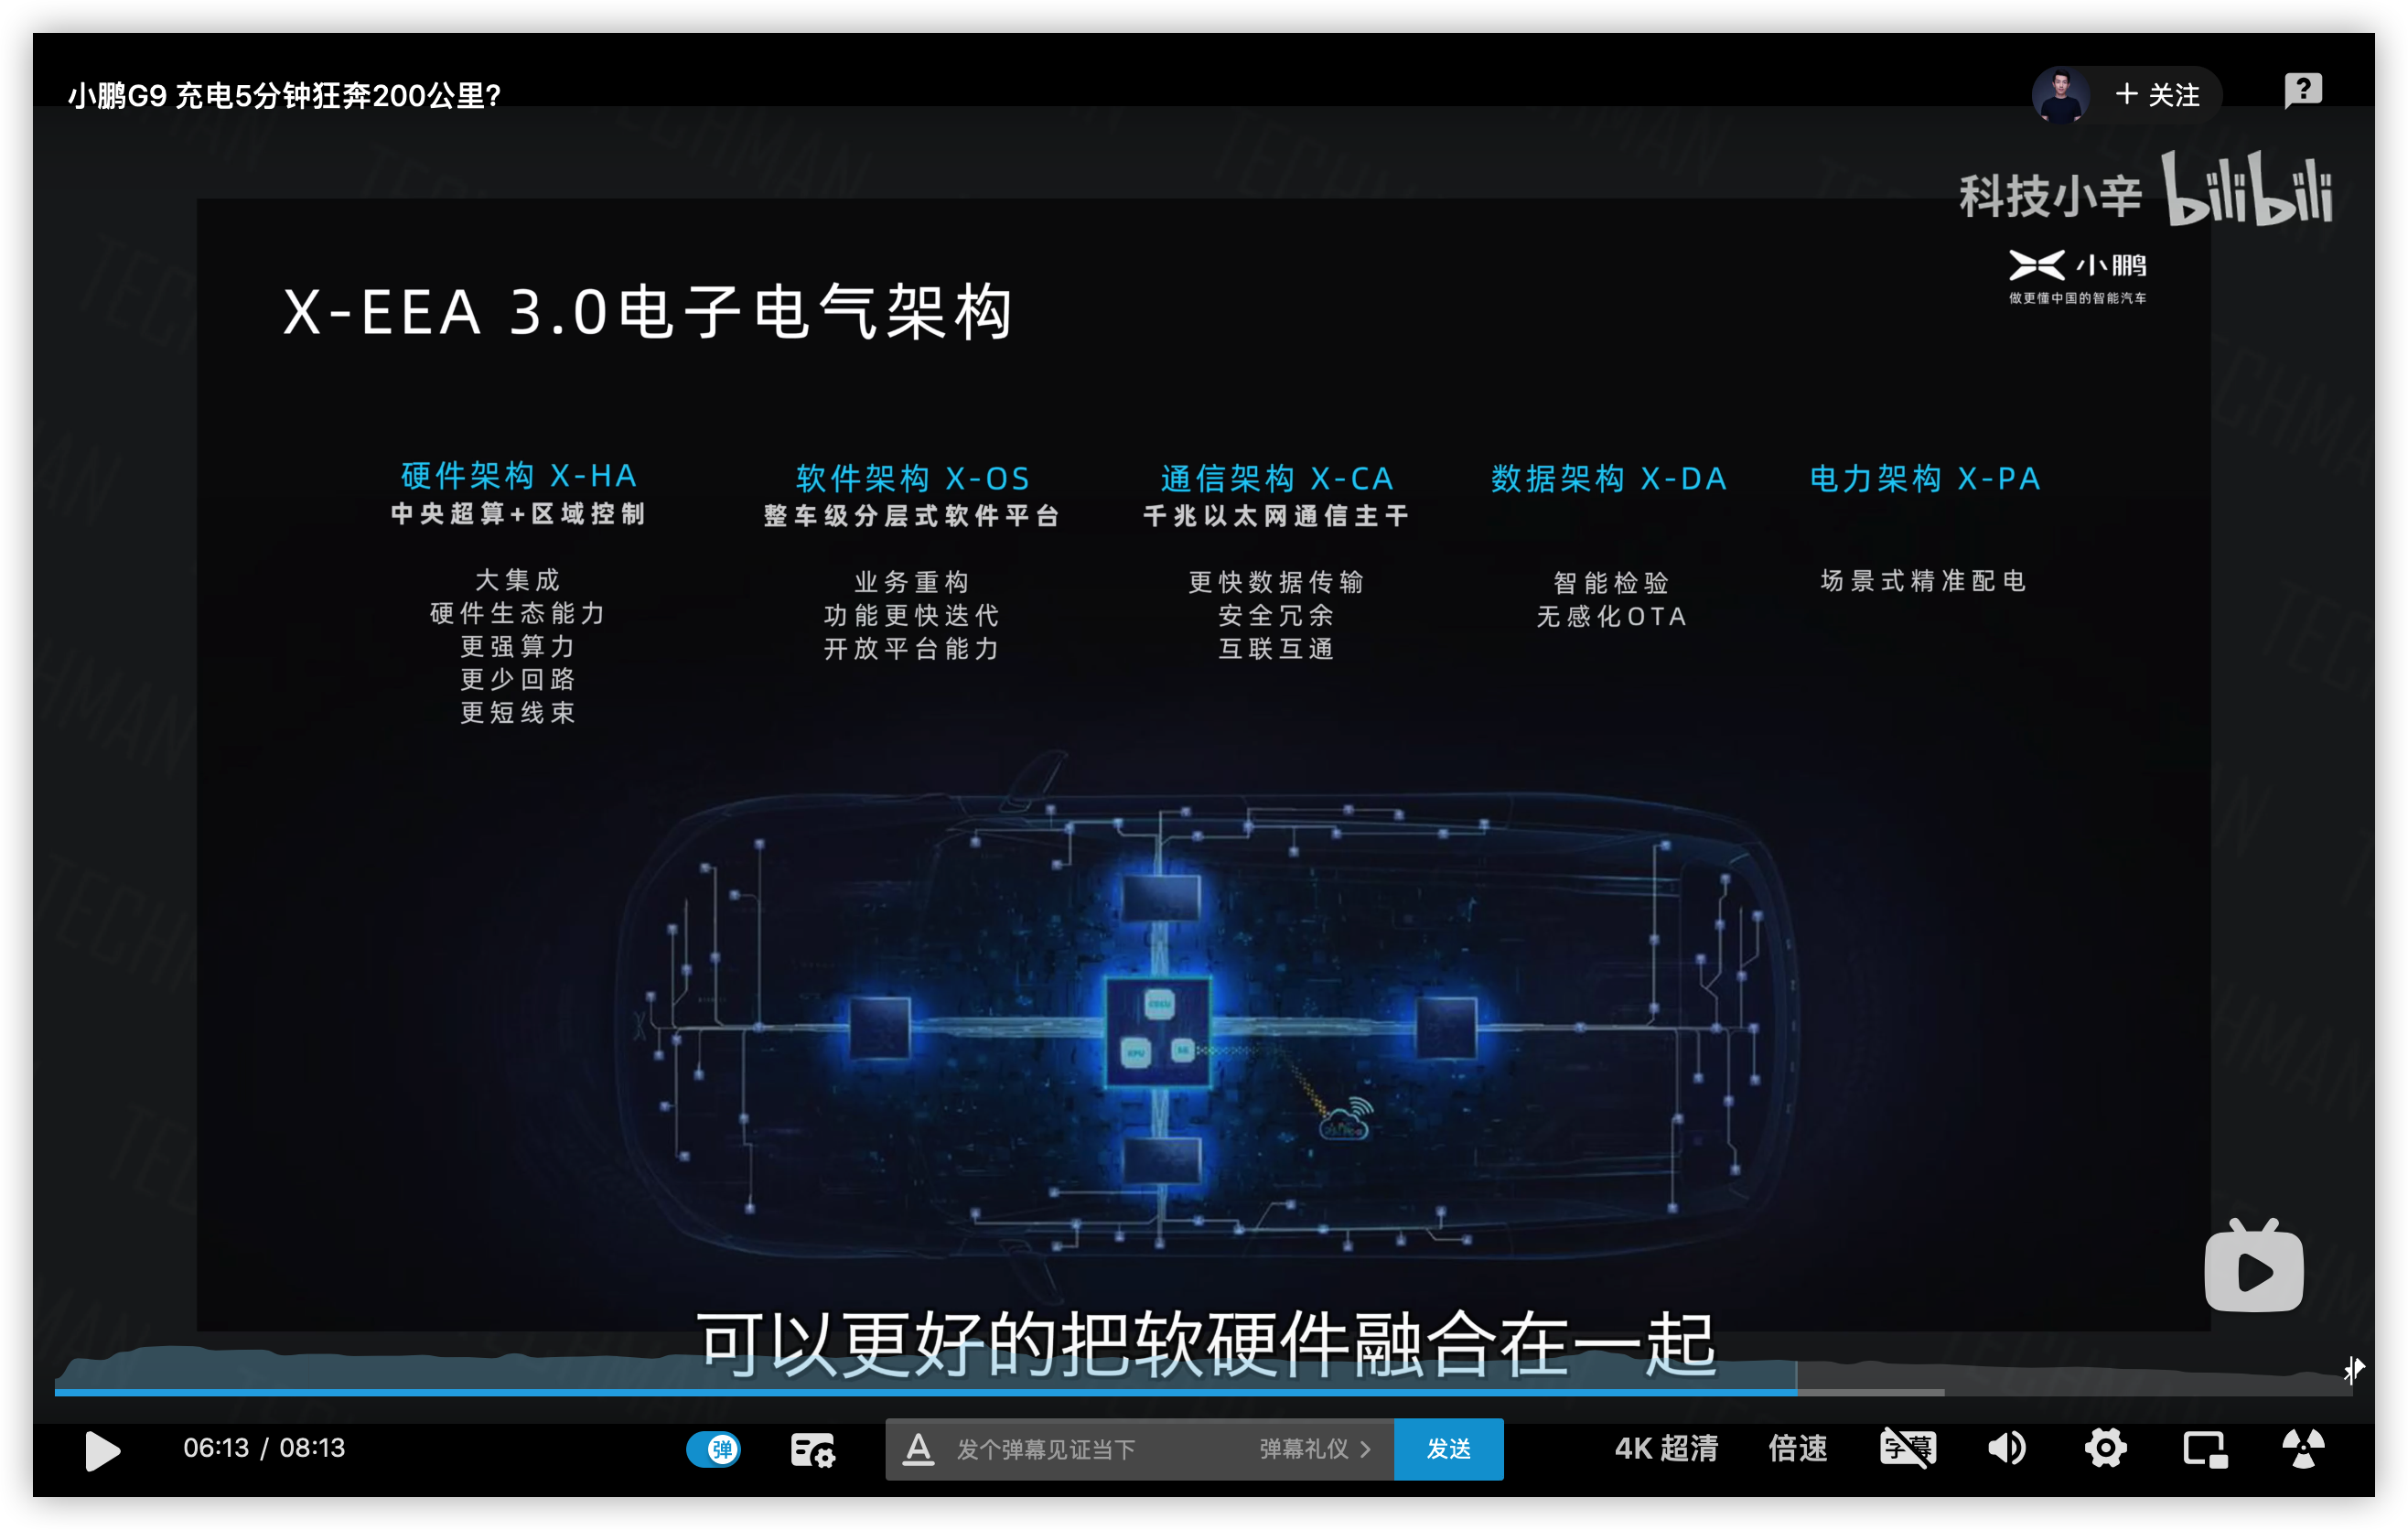 小鹏G9 充电5分钟狂奔200公里?
+ 关注
科技小辛 bilibili
小鹏
做更懂中国的智能汽车
X-EEA 3.0电子电气架构
硬件架构 X-HA
中央超算+区域控制
大集成
硬件生态能力
更强算力
更少回路
更短线束
软件架构 X-OS
整车级分层式软件平台
业务重构
功能更快迭代
开放平台能力
通信架构 X-CA
千兆以太网通信主干
更快数据传输
安全冗余
互联互通
数据架构 X-DA
智能检验
无感化OTA
电力架构 X-PA
场景式精准配电
可以更好的把软硬件融合在一起
06:13 / 08:13
弹
发个弹幕见证当下
弹幕礼仪 >
发送
4K 超清
倍速
字幕